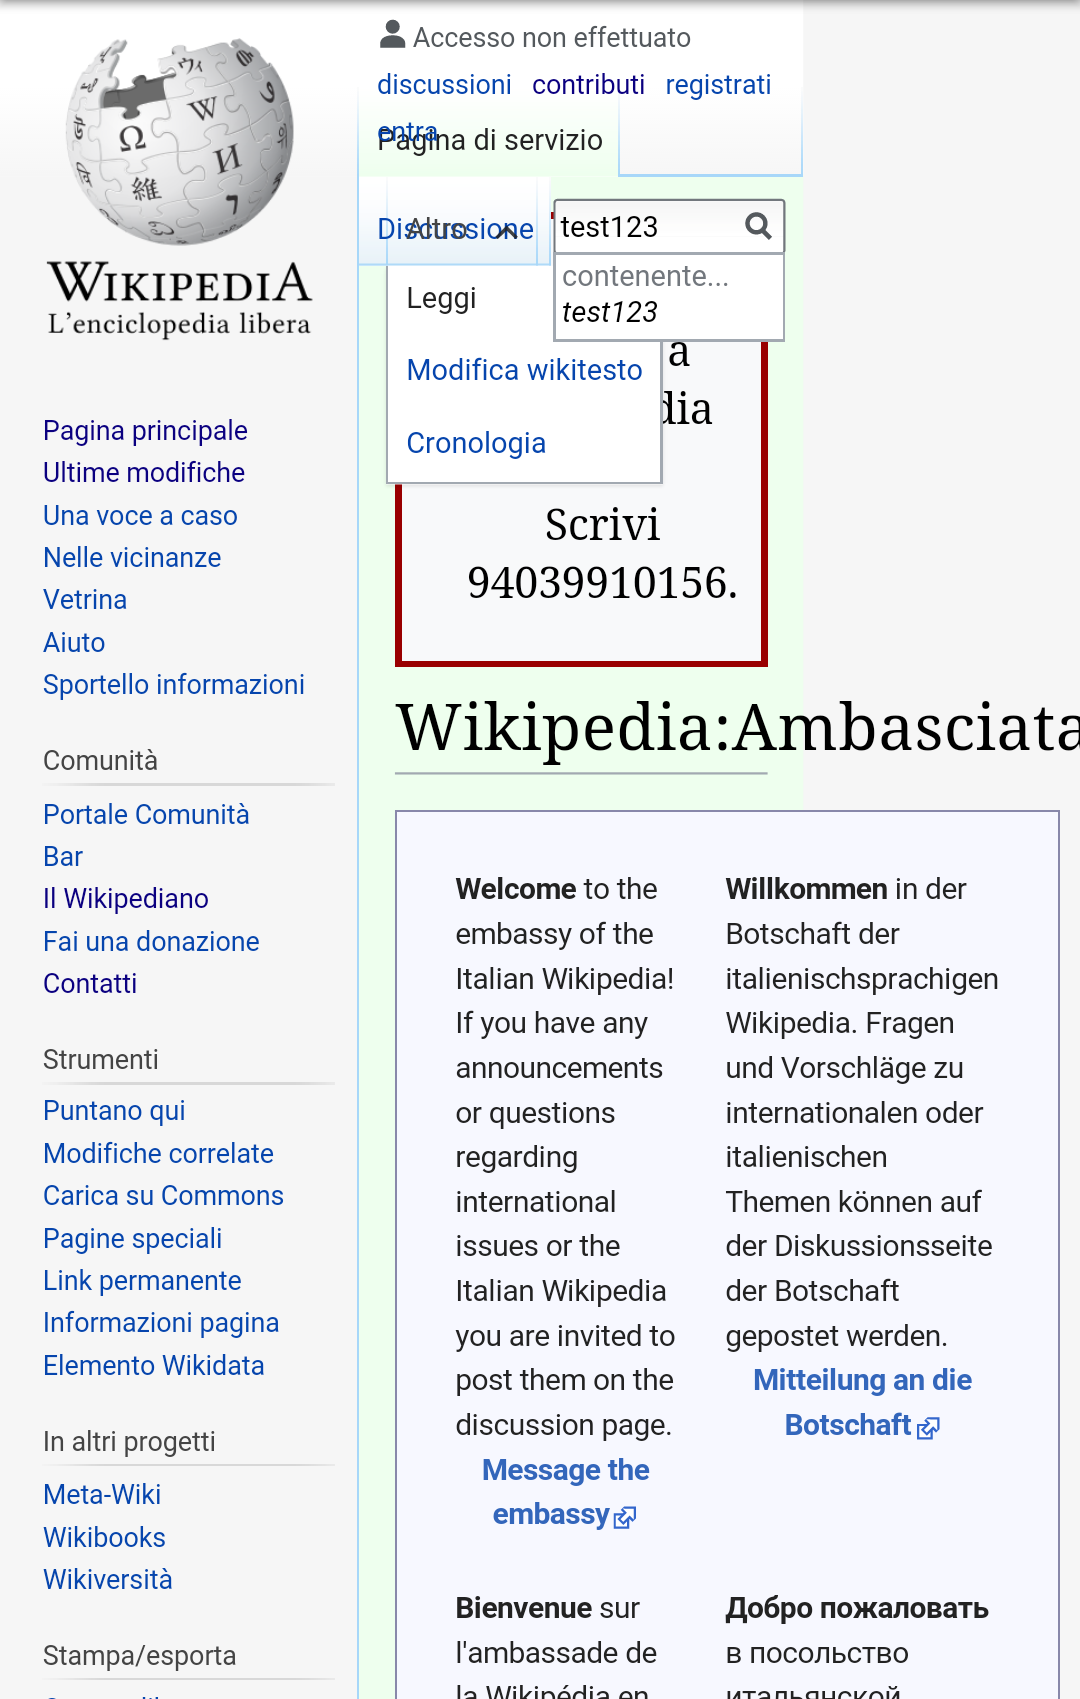 WIKIPEDIA
L'enciclopedia libera
Accesso non effettuato
discussioni contributi registrati
entra
Pagina di servizio
Discussione
Altro
test123
contenente...
test123
Leggi
Modifica wikitesto
Cronologia
a
dia
Scrivi
94039910156.
Pagina principale
Ultime modifiche
Una voce a caso
Nelle vicinanze
Vetrina
Aiuto
Sportello informazioni
Comunità
Portale Comunità
Bar
Il Wikipediano
Fai una donazione
Contatti
Strumenti
Puntano qui
Modifiche correlate
Carica su Commons
Pagine speciali
Link permanente
Informazioni pagina
Elemento Wikidata
In altri progetti
Meta-Wiki
Wikibooks
Wikiversità
Stampa/esporta
Wikipedia:Ambasciata
Welcome to the
embassy of the
Italian Wikipedia!
If you have any
announcements
or questions
regarding
international
issues or the
Italian Wikipedia
you are invited to
post them on the
discussion page.
Message the
embassy
Willkommen in der
Botschaft der
italienischsprachigen
Wikipedia. Fragen
und Vorschläge zu
internationalen oder
italienischen
Themen können auf
der Diskussionsseite
der Botschaft
gepostet werden.
Mitteilung an die
Botschaft
Bienvenue sur
l'ambassade de
la Wikipédia en
Добро пожаловать
в посольство
итальянской